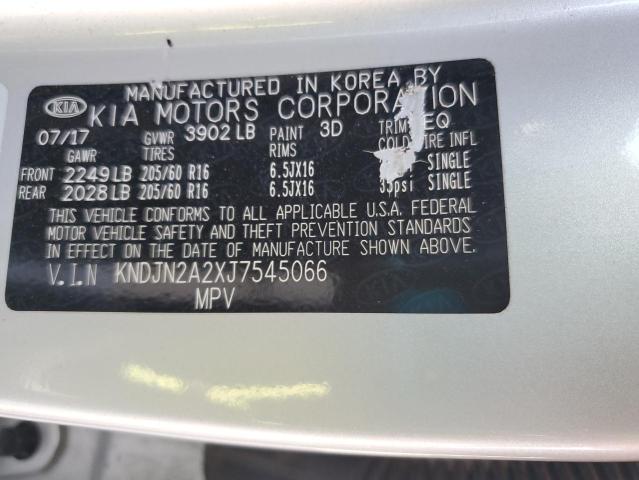 KIA MANUFACTURED IN KOREA BY
KIA MOTORS CORPORATION
07/17 GVWR 3902 LB PAINT 3D TRIM EQ
GAWR TIRES RIMS COLD TIRE INFL
FRONT 2249 LB 205/60 R16 6.5JX16 SINGLE
REAR 2028 LB 205/60 R16 6.5JX16 35psi SINGLE
THIS VEHICLE CONFORMS TO ALL APPLICABLE U.S.A. FEDERAL
MOTOR VEHICLE SAFETY AND THEFT PREVENTION STANDARDS
IN EFFECT ON THE DATE OF MANUFACTURE SHOWN ABOVE.
V.I.N KNDJN2A2XJ7545066
MPV